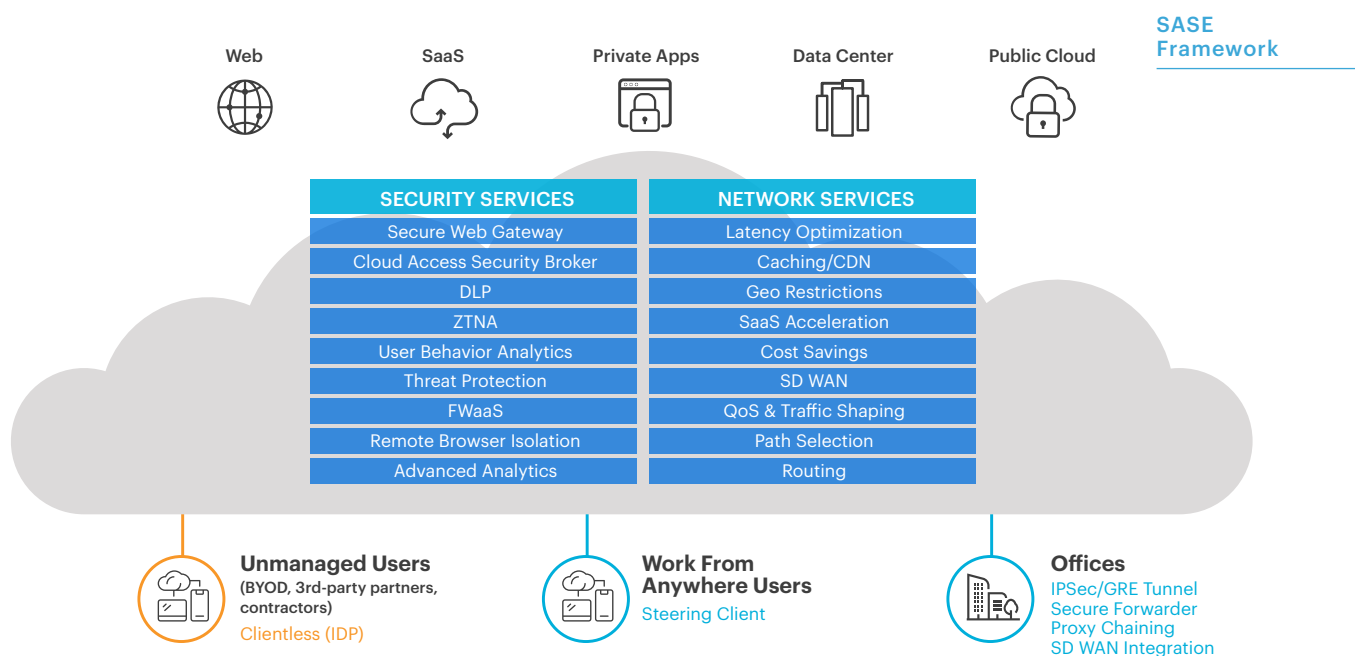 SASE
Framework
Web
SaaS
Private Apps
Data Center
Public Cloud
SECURITY SERVICES
Secure Web Gateway
Cloud Access Security Broker
DLP
ZTNA
User Behavior Analytics
Threat Protection
FWaaS
Remote Browser Isolation
Advanced Analytics
NETWORK SERVICES
Latency Optimization
Caching/CDN
Geo Restrictions
SaaS Acceleration
Cost Savings
SD WAN
QoS & Traffic Shaping
Path Selection
Routing
Unmanaged Users
(BYOD, 3rd-party partners,
contractors)
Clientless (IDP)
Work From
Anywhere Users
Steering Client
Offices
IPSec/GRE Tunnel
Secure Forwarder
Proxy Chaining
SD WAN Integration